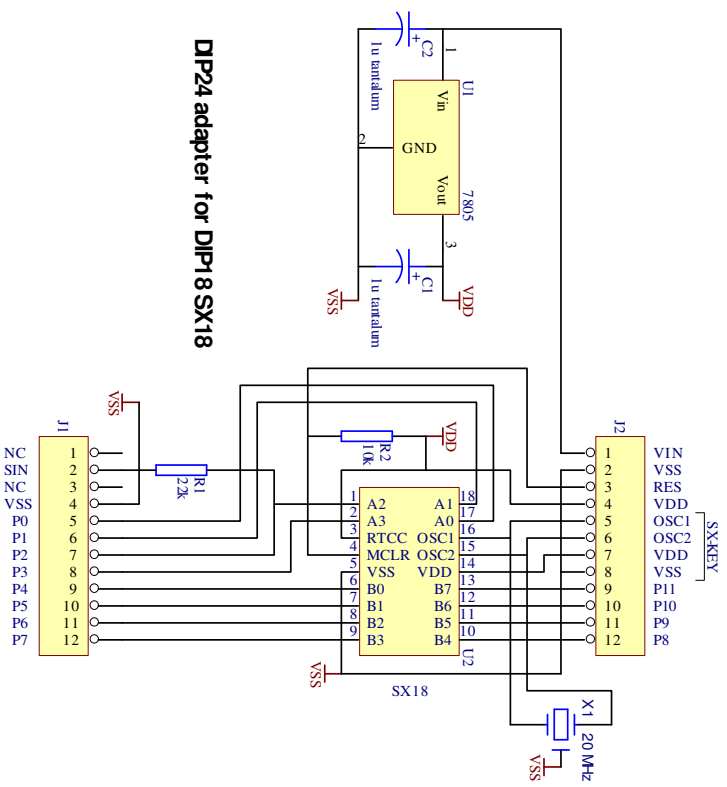 DIP24 adapter for DIP18 SX18
C2
+
1u tantalum
1
U1
Vin
GND
Vout
7805
2
3
C1
+
1u tantalum
VSS
VDD
J1
NC 1
SIN 2
NC 3
VSS 4
P0 5
P1 6
P2 7
P3 8
P4 9
P5 10
P6 11
P7 12
VSS
R1
22k
R2
10k
VDD
1 A2 A1 18
2 A3 A0 17
3 RTCC OSC1 16
4 MCLR OSC2 15
5 VSS VDD 14
6 B0 B7 13
7 B1 B6 12
8 B2 B5 11
9 B3 B4 10
U2
SX18
VSS
J2
1 VIN
2 VSS
3 RES
4 VDD
5 OSC1
6 OSC2
7 VDD
8 VSS
9 P11
10 P10
11 P9
12 P8
SX-KEY
X1
20 MHz
VSS